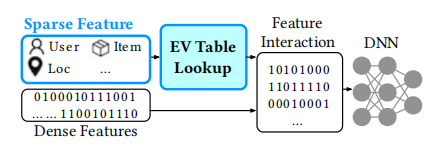 Sparse Feature
User Item
Loc ...
EV Table
Lookup
Feature
Interaction
10101000
11011110
00010001
...
DNN
0100010111001
... ... 1100101110
Dense Features